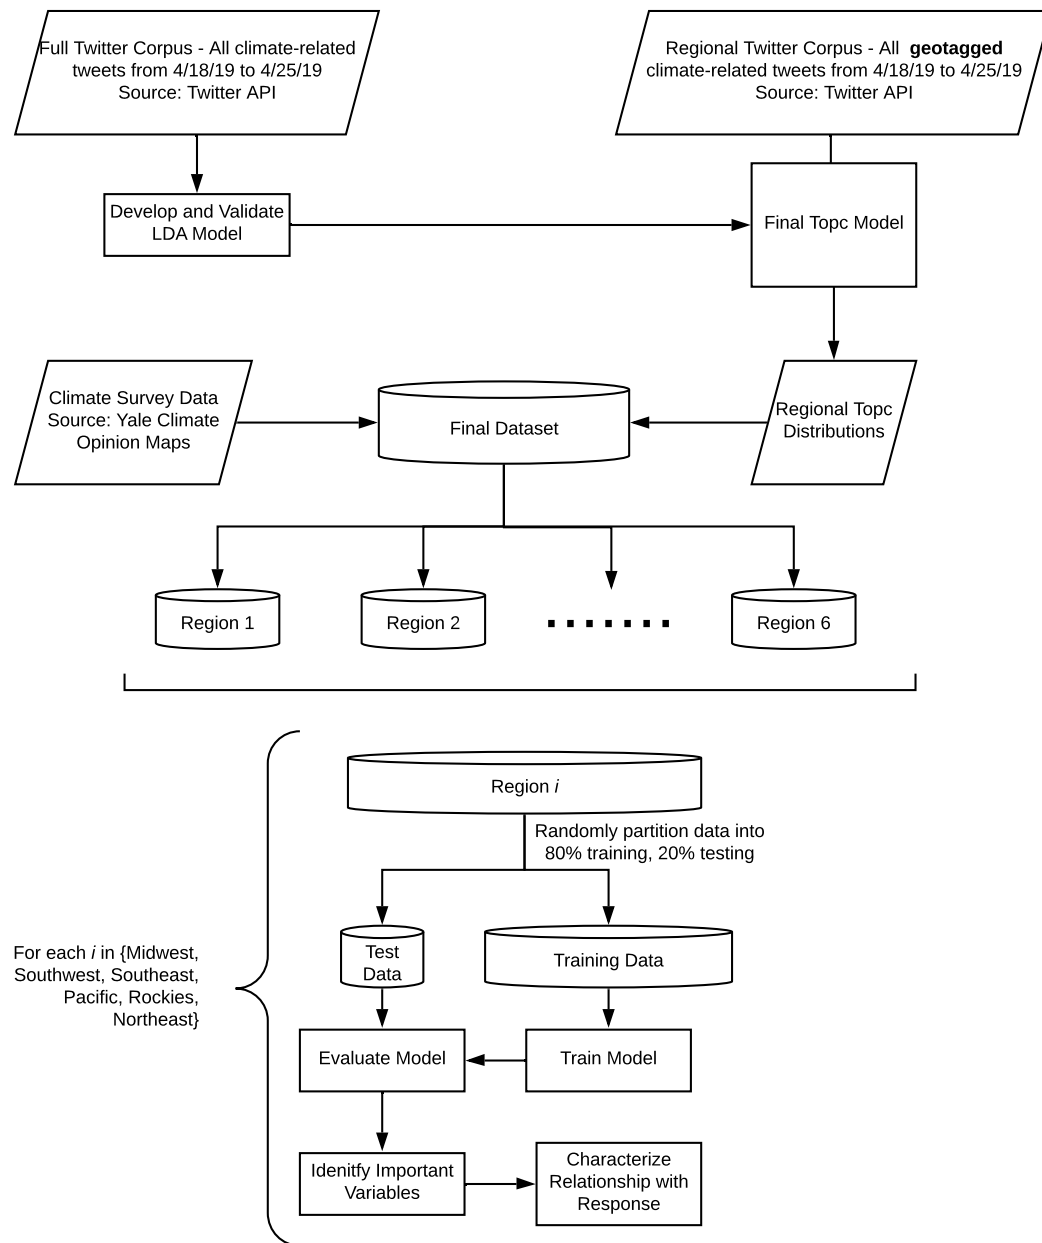 Full Twitter Corpus - All climate-related
tweets from 4/18/19 to 4/25/19
Source: Twitter API
Regional Twitter Corpus - All geotagged
climate-related tweets from 4/18/19 to 4/25/19
Source: Twitter API
Develop and Validate
LDA Model
Final Topc Model
Climate Survey Data
Source: Yale Climate
Opinion Maps
Final Dataset
Regional Topc
Distributions
Region 1
Region 2
Region 6
Region i
Randomly partition data into
80% training, 20% testing
For each i in {Midwest,
Southwest, Southeast,
Pacific, Rockies,
Northeast}
Test
Data
Training Data
Evaluate Model
Train Model
Idenitfy Important
Variables
Characterize
Relationship with
Response